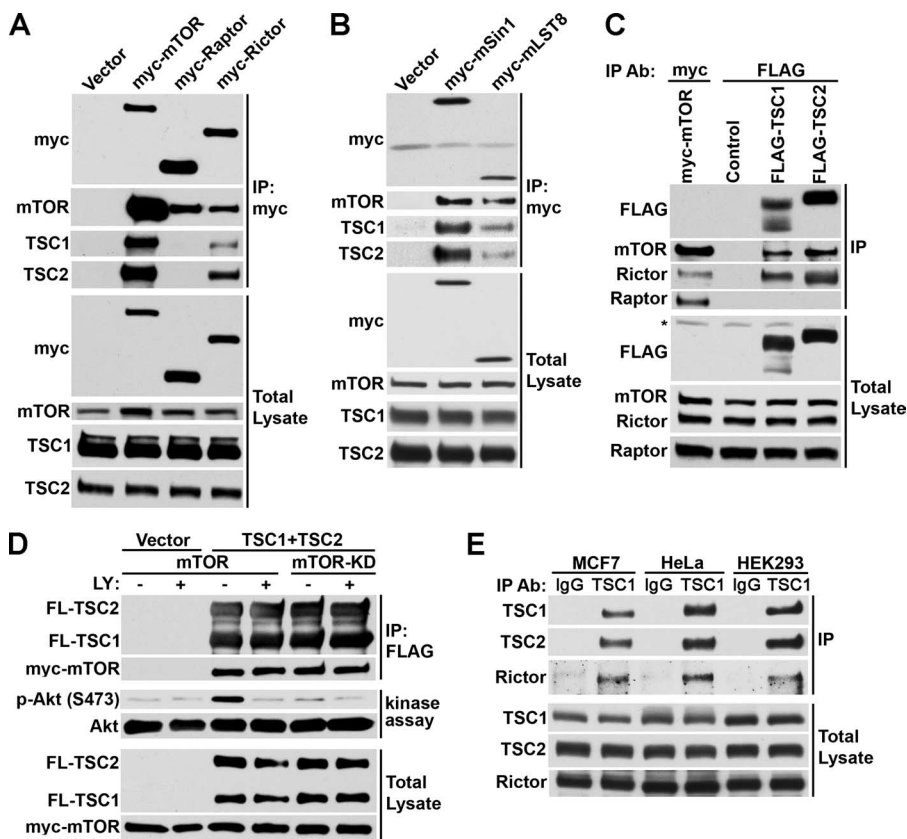 A
Vector
myc-mTOR
myc-Raptor
myc-Rictor
myc
mTOR
TSC1
TSC2
IP:
myc
myc
mTOR
TSC1
TSC2
Total
Lysate
B
Vector
myc-mSin1
myc-mLST8
myc
mTOR
TSC1
TSC2
IP:
myc
myc
mTOR
TSC1
TSC2
Total
Lysate
C
IP Ab: myc FLAG
myc-mTOR
Control
FLAG-TSC1
FLAG-TSC2
FLAG
mTOR
Rictor
Raptor
IP
*
FLAG
mTOR
Rictor
Raptor
Total
Lysate
D
Vector TSC1+TSC2
mTOR mTOR-KD
LY: - + - + - +
FL-TSC2
FL-TSC1
myc-mTOR
IP:
FLAG
p-Akt (S473)
Akt
kinase
assay
FL-TSC2
FL-TSC1
myc-mTOR
Total
Lysate
E
MCF7 HeLa HEK293
IP Ab: IgG TSC1 IgG TSC1 IgG TSC1
TSC1
TSC2
Rictor
IP
TSC1
TSC2
Rictor
Total
Lysate